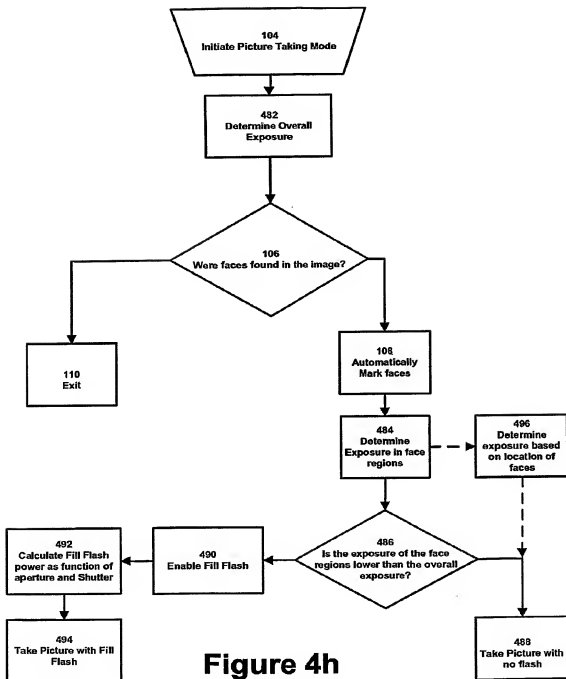 104
Initiate Picture Taking Mode
482
Determine Overall
Exposure
106
Were faces found in the image?
110
Exit
108
Automatically
Mark faces
484
Determine
Exposure in face
regions
496
Determine
exposure based
on location of
faces
486
Is the exposure of the face
regions lower than the overall
exposure?
490
Enable Fill Flash
492
Calculate Fill Flash
power as function of
aperture and Shutter
494
Take Picture with Fill
Flash
488
Take Picture with
no flash
Figure 4h